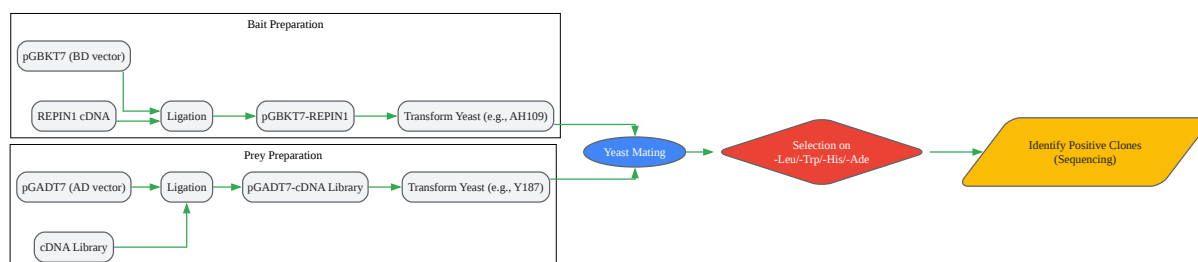 Bait Preparation
pGBKT7 (BD vector)
REPIN1 cDNA
Ligation
pGBKT7-REPIN1
Transform Yeast (e.g., AH109)
Prey Preparation
pGADT7 (AD vector)
Ligation
pGADT7-cDNA Library
Transform Yeast (e.g., Y187)
cDNA Library
Yeast Mating
Selection on
-Leu/-Trp/-His/-Ade
Identify Positive Clones
(Sequencing)